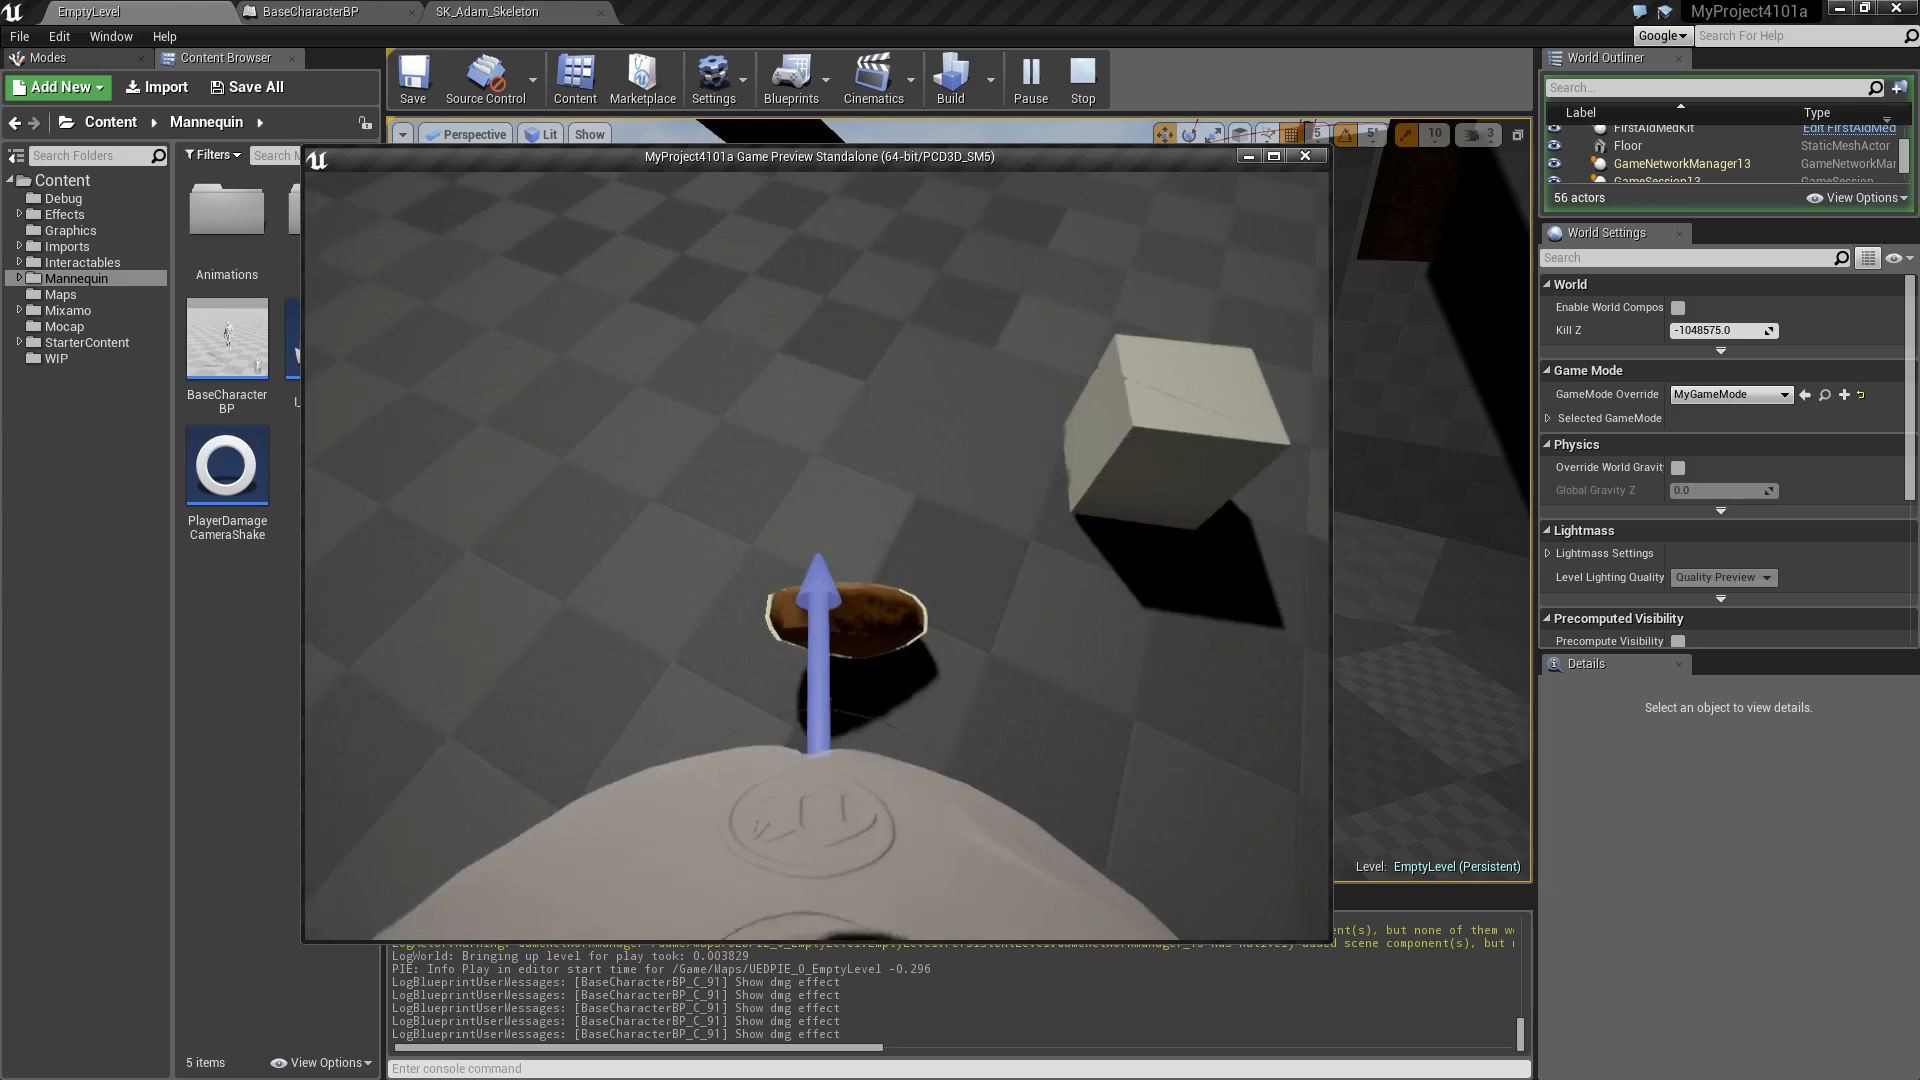 EmptyLevel
BaseCharacterBP
SK_Adam_Skeleton
MyProject4101a
File Edit Window Help
Google
Search For Help
Modes
Content Browser
Add New
Import
Save All
Content
Mannequin
Search Folders
Filters
Content
Debug
Effects
Graphics
Imports
Interactables
Mannequin
Maps
Mixamo
Mocap
StarterContent
WIP
Animations
BaseCharacter
BP
PlayerDamage
CameraShake
5 items
View Options
Save
Source Control
Content
Marketplace
Settings
Blueprints
Cinematics
Build
Pause
Stop
Perspective
Lit
Show
5
5°
10
3
MyProject4101a Game Preview Standalone (64-bit/PCD3D_SM5)
Level: EmptyLevel (Persistent)
LogWorld: Bringing up level for play took: 0.003829
PIE: Info Play in editor start time for /Game/Maps/UEDPIE_0_EmptyLevel -0.296
LogBlueprintUserMessages: [BaseCharacterBP_C_91] Show dmg effect
LogBlueprintUserMessages: [BaseCharacterBP_C_91] Show dmg effect
LogBlueprintUserMessages: [BaseCharacterBP_C_91] Show dmg effect
LogBlueprintUserMessages: [BaseCharacterBP_C_91] Show dmg effect
LogBlueprintUserMessages: [BaseCharacterBP_C_91] Show dmg effect
Enter console command
World Outliner
Search...
Label
Type
FirstAidMedKit
Edit FirstAidMed
Floor
StaticMeshActor
GameNetworkManager13
GameNetworkMar
GameSession13
GameSession
56 actors
View Options
World Settings
Search
World
Enable World Compos
Kill Z
-1048575.0
Game Mode
GameMode Override
MyGameMode
Selected GameMode
Physics
Override World Gravit
Global Gravity Z
0.0
Lightmass
Lightmass Settings
Level Lighting Quality
Quality Preview
Precomputed Visibility
Precompute Visibility
Details
Select an object to view details.